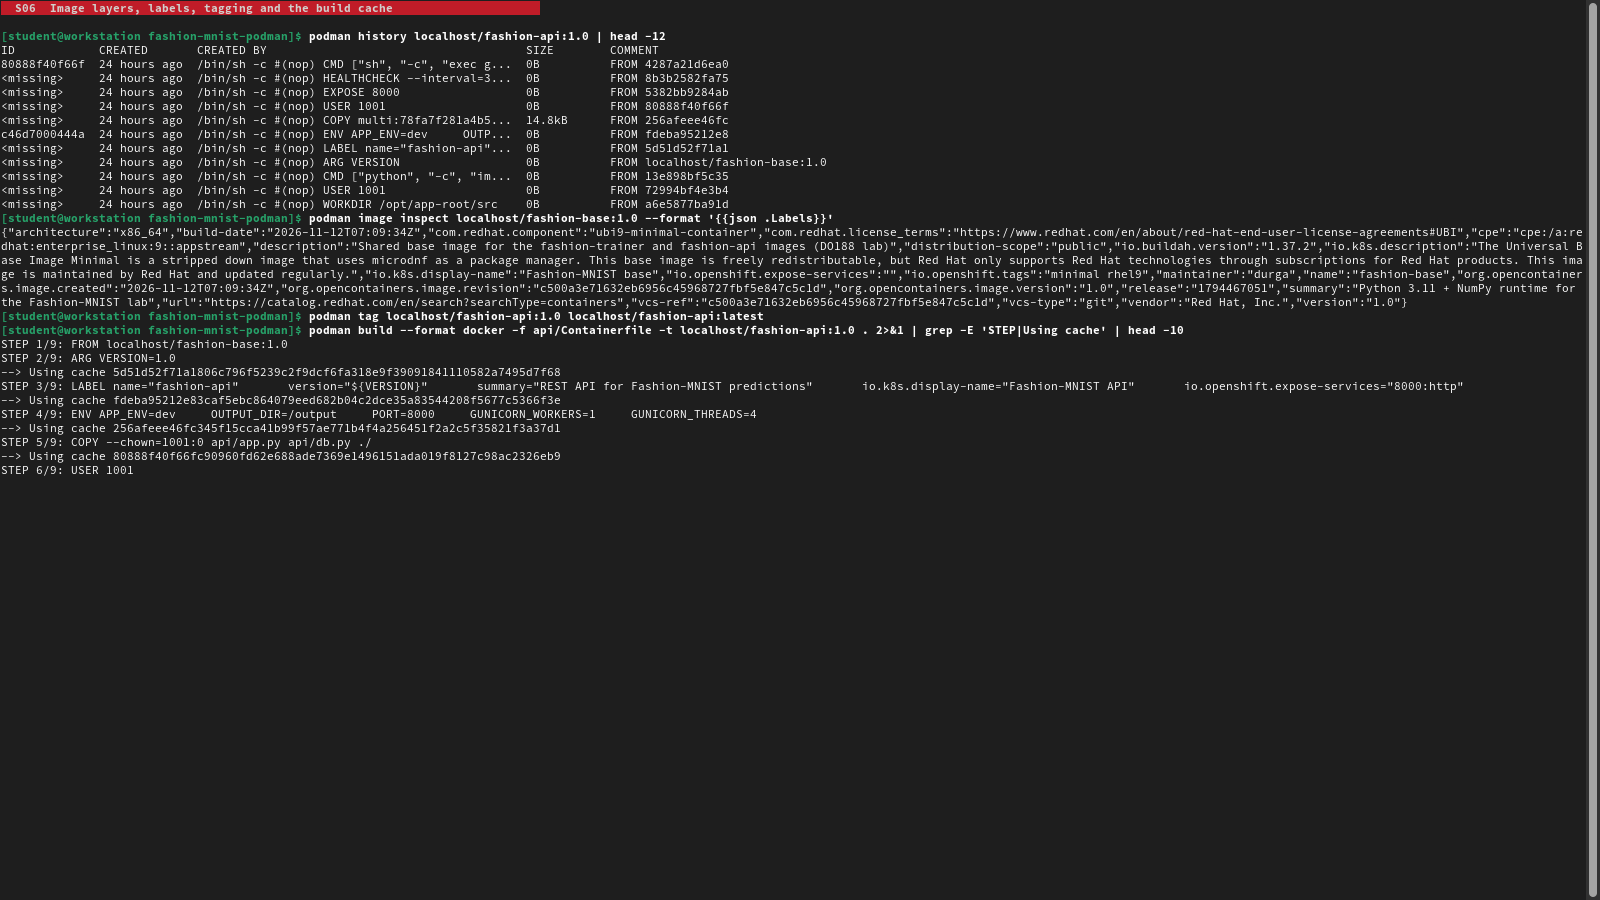 S06  Image layers, labels, tagging and the build cache
[student@workstation fashion-mnist-podman]$ podman history localhost/fashion-api:1.0 | head -12
ID            CREATED       CREATED BY                                     SIZE        COMMENT
80888f40f66f  24 hours ago  /bin/sh -c #(nop) CMD ["sh", "-c", "exec g...  0B          FROM 4287a21d6ea0
<missing>     24 hours ago  /bin/sh -c #(nop) HEALTHCHECK --interval=3...  0B          FROM 8b3b2582fa75
<missing>     24 hours ago  /bin/sh -c #(nop) EXPOSE 8000                  0B          FROM 5382bb9284ab
<missing>     24 hours ago  /bin/sh -c #(nop) USER 1001                    0B          FROM 80888f40f66f
<missing>     24 hours ago  /bin/sh -c #(nop) COPY multi:78fa7f281a4b5...  14.8kB      FROM 256afeee46fc
c46d7000444a  24 hours ago  /bin/sh -c #(nop) ENV APP_ENV=dev     OUTP...  0B          FROM fdeba95212e8
<missing>     24 hours ago  /bin/sh -c #(nop) LABEL name="fashion-api"...  0B          FROM 5d51d52f71a1
<missing>     24 hours ago  /bin/sh -c #(nop) ARG VERSION                  0B          FROM localhost/fashion-base:1.0
<missing>     24 hours ago  /bin/sh -c #(nop) CMD ["python", "-c", "im...  0B          FROM 13e898bf5c35
<missing>     24 hours ago  /bin/sh -c #(nop) USER 1001                    0B          FROM 72994bf4e3b4
<missing>     24 hours ago  /bin/sh -c #(nop) WORKDIR /opt/app-root/src    0B          FROM a6e5877ba91d
[student@workstation fashion-mnist-podman]$ podman image inspect localhost/fashion-base:1.0 --format '{{json .Labels}}'
{"architecture":"x86_64","build-date":"2026-11-12T07:09:34Z","com.redhat.component":"ubi9-minimal-container","com.redhat.license_terms":"https://www.redhat.com/en/about/red-hat-end-user-license-agreements#UBI","cpe":"cpe:/a:re
dhat:enterprise_linux:9::appstream","description":"Shared base image for the fashion-trainer and fashion-api images (DO188 lab)","distribution-scope":"public","io.buildah.version":"1.37.2","io.k8s.description":"The Universal B
ase Image Minimal is a stripped down image that uses microdnf as a package manager. This base image is freely redistributable, but Red Hat only supports Red Hat technologies through subscriptions for Red Hat products. This ima
ge is maintained by Red Hat and updated regularly.","io.k8s.display-name":"Fashion-MNIST base","io.openshift.expose-services":"","io.openshift.tags":"minimal rhel9","maintainer":"durga","name":"fashion-base","org.opencontainer
s.image.created":"2026-11-12T07:09:34Z","org.opencontainers.image.revision":"c500a3e71632eb6956c45968727fbf5e847c5c1d","org.opencontainers.image.version":"1.0","release":"1794467051","summary":"Python 3.11 + NumPy runtime for
the Fashion-MNIST lab","url":"https://catalog.redhat.com/en/search?searchType=containers","vcs-ref":"c500a3e71632eb6956c45968727fbf5e847c5c1d","vcs-type":"git","vendor":"Red Hat, Inc.","version":"1.0"}
[student@workstation fashion-mnist-podman]$ podman tag localhost/fashion-api:1.0 localhost/fashion-api:latest
[student@workstation fashion-mnist-podman]$ podman build --format docker -f api/Containerfile -t localhost/fashion-api:1.0 . 2>&1 | grep -E 'STEP|Using cache' | head -10
STEP 1/9: FROM localhost/fashion-base:1.0
STEP 2/9: ARG VERSION=1.0
--> Using cache 5d51d52f71a1806c796f5239c2f9dcf6fa318e9f39091841110582a7495d7f68
STEP 3/9: LABEL name="fashion-api"       version="${VERSION}"       summary="REST API for Fashion-MNIST predictions"       io.k8s.display-name="Fashion-MNIST API"       io.openshift.expose-services="8000:http"
--> Using cache fdeba95212e83caf5ebc864079eed682b04c2dce35a83544208f5677c5366f3e
STEP 4/9: ENV APP_ENV=dev     OUTPUT_DIR=/output     PORT=8000     GUNICORN_WORKERS=1     GUNICORN_THREADS=4
--> Using cache 256afeee46fc345f15cca41b99f57ae771b4f4a256451f2a2c5f35821f3a37d1
STEP 5/9: COPY --chown=1001:0 api/app.py api/db.py ./
--> Using cache 80888f40f66fc90960fd62e688ade7369e1496151ada019f8127c98ac2326eb9
STEP 6/9: USER 1001